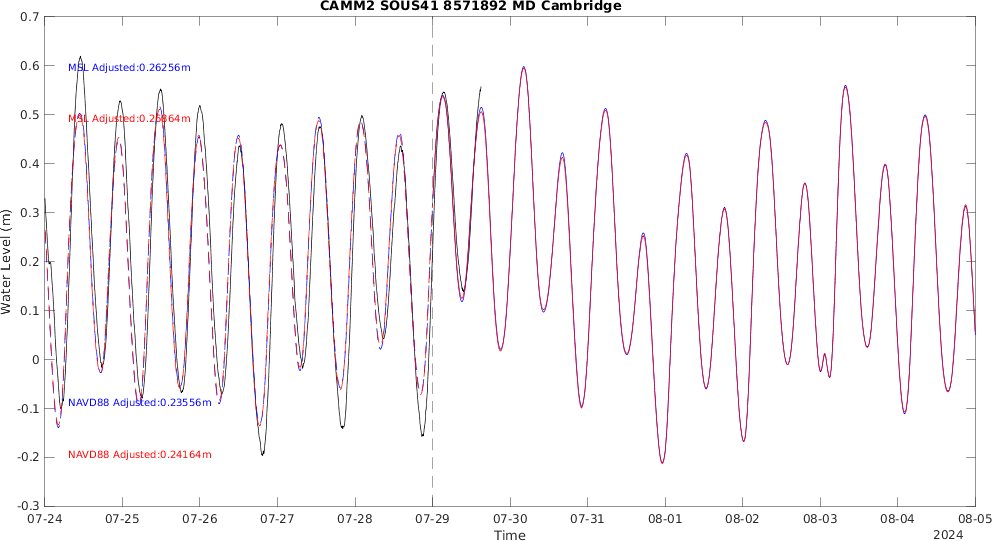 CAMM2 SOUS41 8571892 MD Cambridge
0.7
0.6
0.5
0.4
0.3
0.2
0.1
0
-0.1
-0.2
-0.3
Water Level (m)
MSL Adjusted:0.26256m
MSL Adjusted:0.25364m
NAVD88 Adjusted:0.23556m
NAVD88 Adjusted:0.24164m
07-24 07-25 07-26 07-27 07-28 07-29 07-30 07-31 08-01 08-02 08-03 08-04 08-05
Time
2024